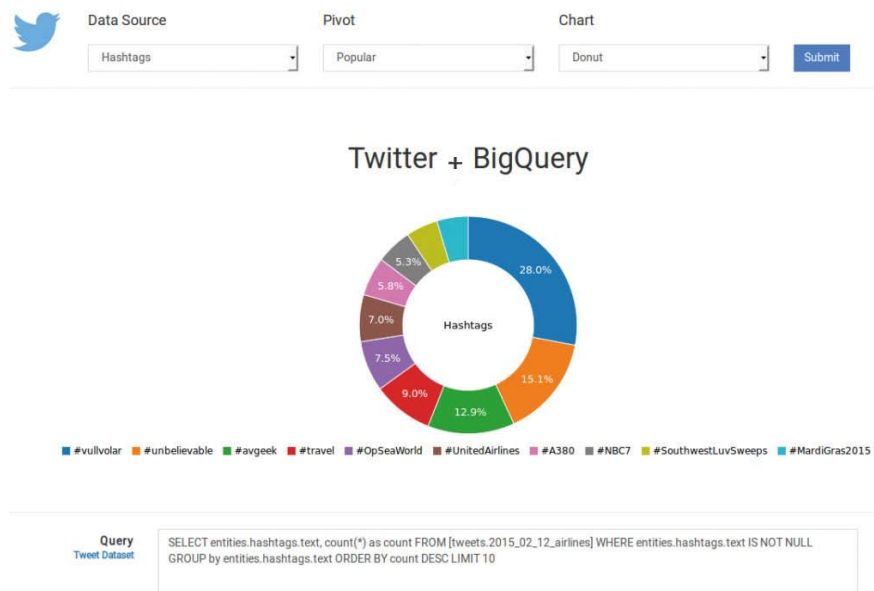 Data Source
Pivot
Chart
Hashtags
Popular
Donut
Submit
Twitter + BigQuery
28.0%
15.1%
12.9%
9.0%
7.5%
7.0%
5.8%
5.3%
Hashtags
#vullvolar #unbelievable #avgeek #travel #OpSeaWorld #UnitedAirlines #A380 #NBC7 #SouthwestLuvSweeps #MardiGras2015
Query
Tweet Dataset
SELECT entities.hashtags.text, count(*) as count FROM [tweets.2015_02_12_airlines] WHERE entities.hashtags.text IS NOT NULL
GROUP by entities.hashtags.text ORDER BY count DESC LIMIT 10